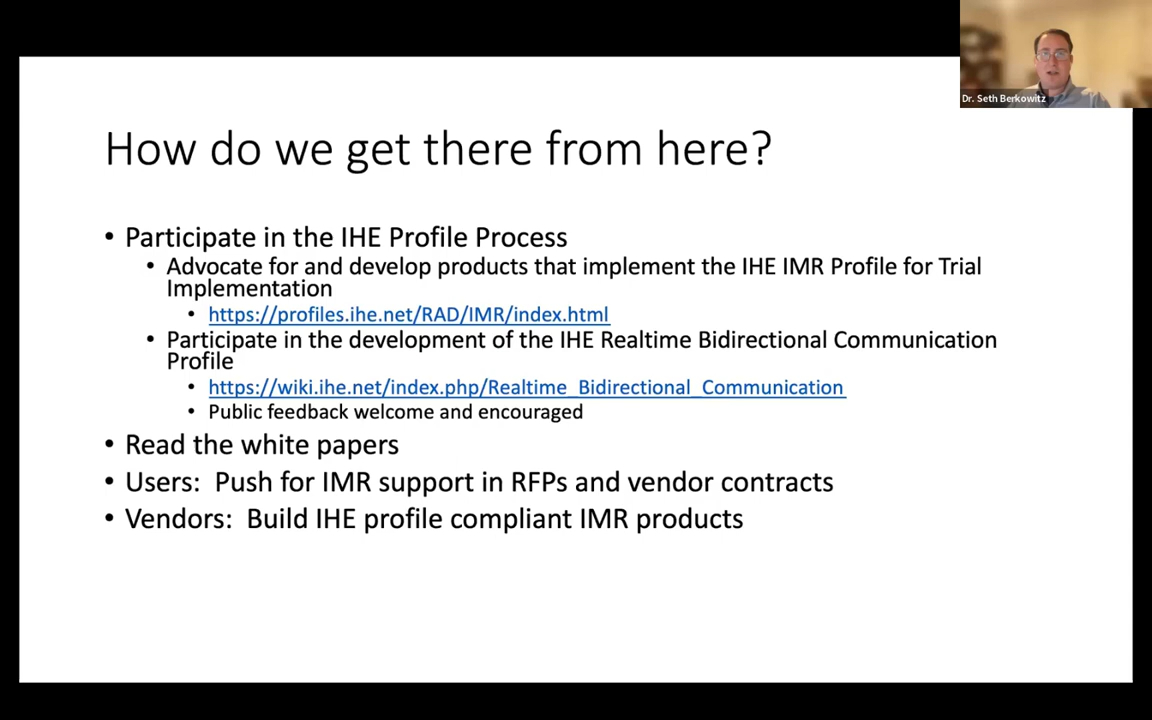 Dr. Seth Berkowitz
How do we get there from here?
• Participate in the IHE Profile Process
• Advocate for and develop products that implement the IHE IMR Profile for Trial
Implementation
• https://profiles.ihe.net/RAD/IMR/index.html
• Participate in the development of the IHE Realtime Bidirectional Communication
Profile
• https://wiki.ihe.net/index.php/Realtime_Bidirectional_Communication
• Public feedback welcome and encouraged
• Read the white papers
• Users:  Push for IMR support in RFPs and vendor contracts
• Vendors:  Build IHE profile compliant IMR products